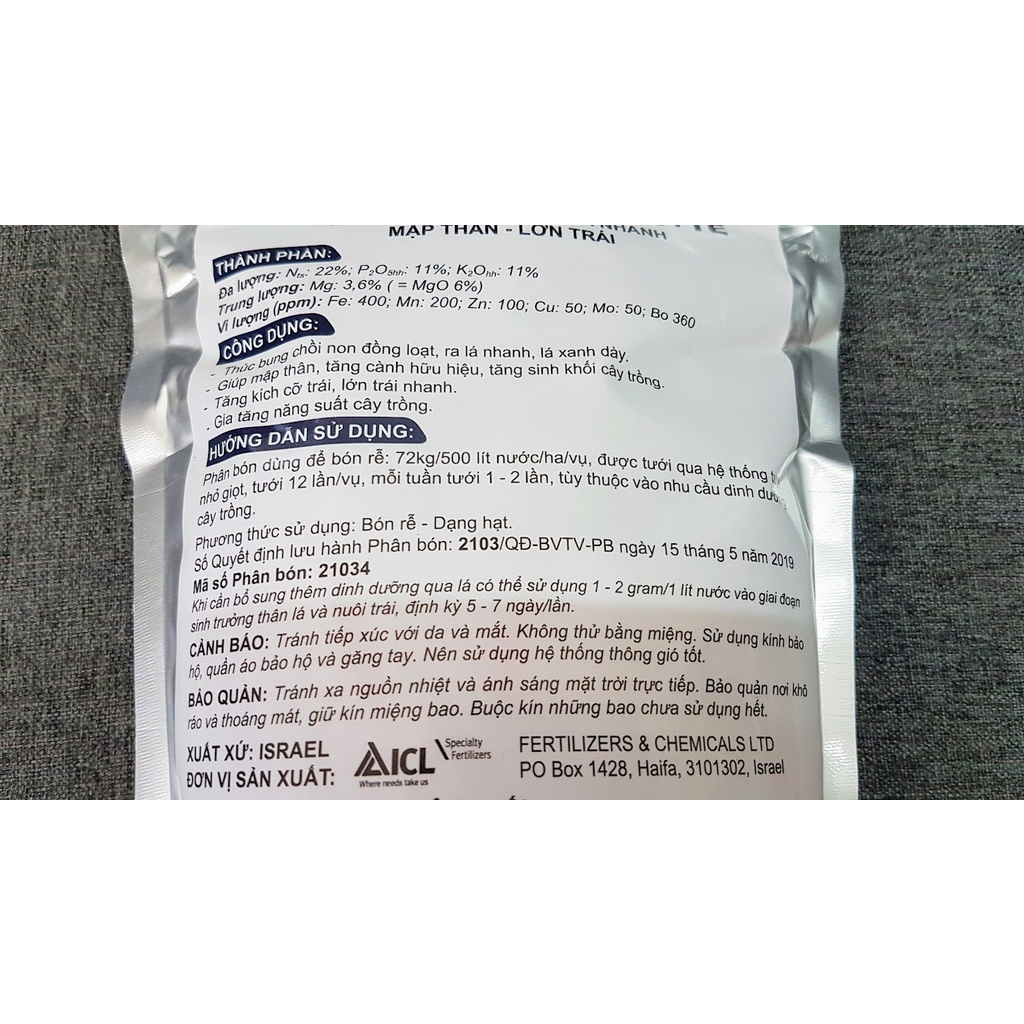 NHANH
MẬP THÂN - LỚN TRÁI
THÀNH PHẦN:
Đa lượng: Nts: 22%; P2O5hh: 11%; K2Ohh: 11%
Trung lượng: Mg: 3,6% ( = MgO 6%)
Vi lượng (ppm): Fe: 400; Mn: 200; Zn: 100; Cu: 50; Mo: 50; Bo 360
CÔNG DỤNG:
- Thúc bung chồi non đồng loạt, ra lá nhanh, lá xanh dày.
- Giúp mập thân, tăng cành hữu hiệu, tăng sinh khối cây trồng.
- Tăng kích cỡ trái, lớn trái nhanh.
- Gia tăng năng suất cây trồng.
HƯỚNG DẪN SỬ DỤNG:
Phân bón dùng để bón rễ: 72kg/500 lít nước/ha/vụ, được tưới qua hệ thống
nhỏ giọt, tưới 12 lần/vụ, mỗi tuần tưới 1 - 2 lần, tùy thuộc vào nhu cầu dinh
cây trồng.
Phương thức sử dụng: Bón rễ - Dạng hạt.
Số Quyết định lưu hành Phân bón: 2103/QĐ-BVTV-PB ngày 15 tháng 5 năm 2019
Mã số Phân bón: 21034
Khi cần bổ sung thêm dinh dưỡng qua lá có thể sử dụng 1 - 2 gram/1 lít nước vào giai đoạn
sinh trưởng thân lá và nuôi trái, định kỳ 5 - 7 ngày/lần.
CẢNH BÁO: Tránh tiếp xúc với da và mắt. Không thử bằng miệng. Sử dụng kính bảo
hộ, quần áo bảo hộ và găng tay. Nên sử dụng hệ thống thông gió tốt.
BẢO QUẢN: Tránh xa nguồn nhiệt và ánh sáng mặt trời trực tiếp. Bảo quản nơi khô
ráo và thoáng mát, giữ kín miệng bao. Buộc kín những bao chưa sử dụng hết.
XUẤT XỨ: ISRAEL
ĐƠN VỊ SẢN XUẤT:
ICL
Specialty
Fertilizers
Where needs take us
FERTILIZERS & CHEMICALS LTD
PO Box 1428, Haifa, 3101302, Israel